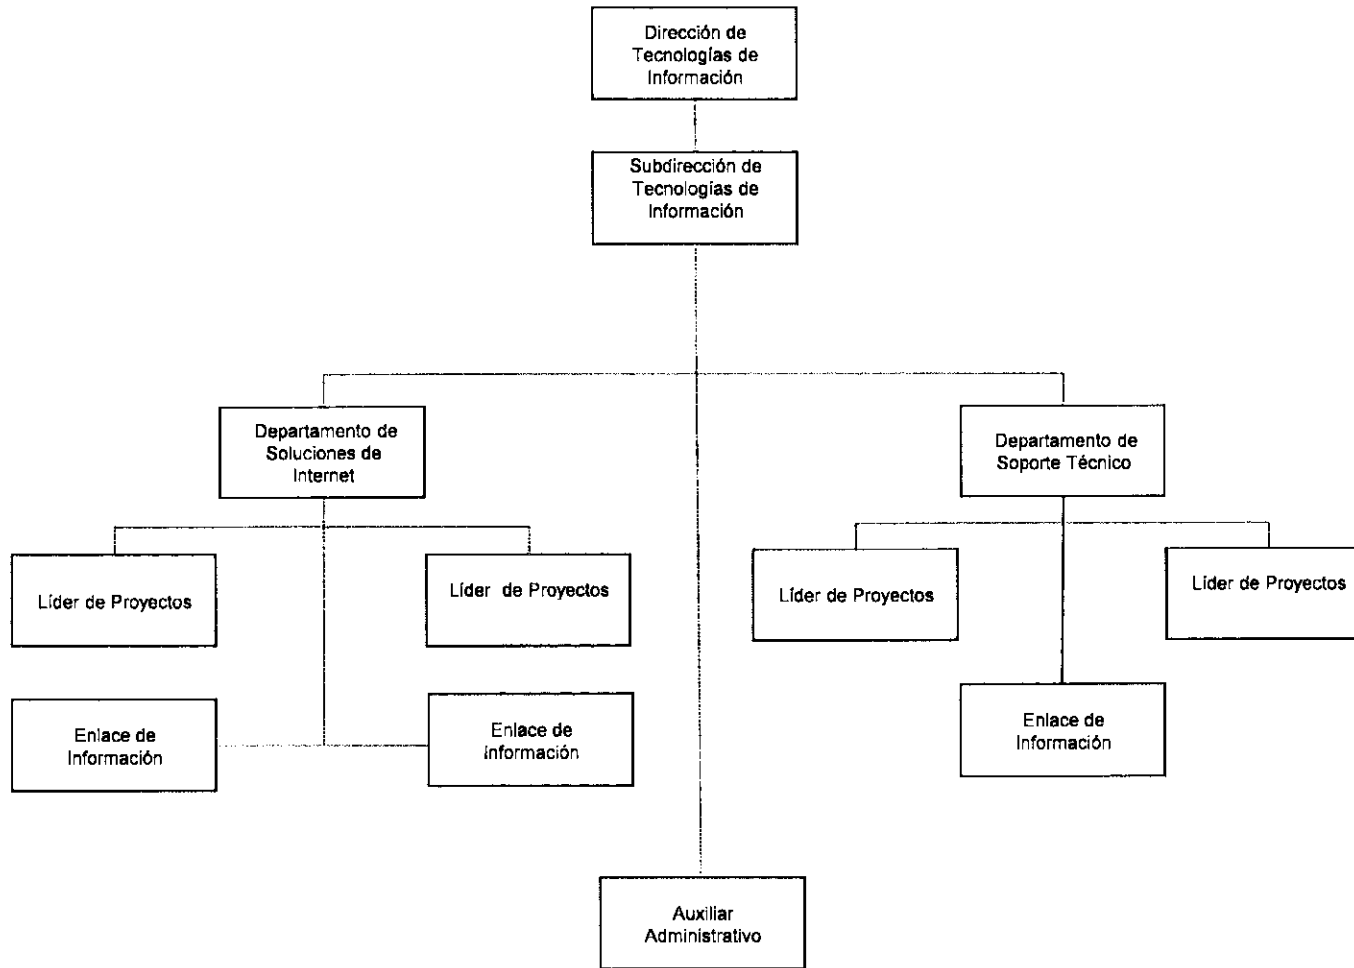 Dirección de
Tecnologías de
Información
Subdirección de
Tecnologías de
Información
Departamento de
Soluciones de
Internet
Departamento de
Soporte Técnico
Líder de Proyectos
Líder de Proyectos
Líder de Proyectos
Líder de Proyectos
Enlace de
Información
Enlace de
Información
Enlace de
Información
Auxiliar
Administrativo